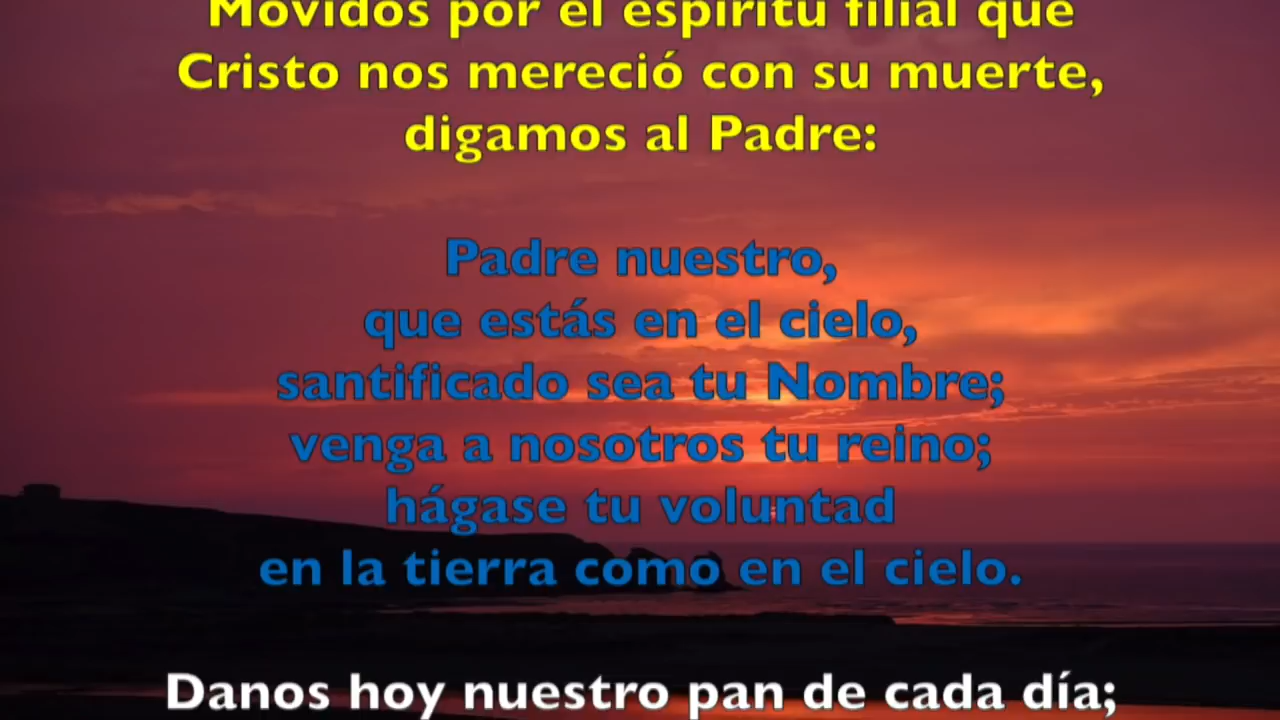 Movidos por el espíritu filial que
Cristo nos mereció con su muerte,
digamos al Padre:
Padre nuestro,
que estás en el cielo,
santificado sea tu Nombre;
venga a nosotros tu reino;
hágase tu voluntad
en la tierra como en el cielo.
Danos hoy nuestro pan de cada día;